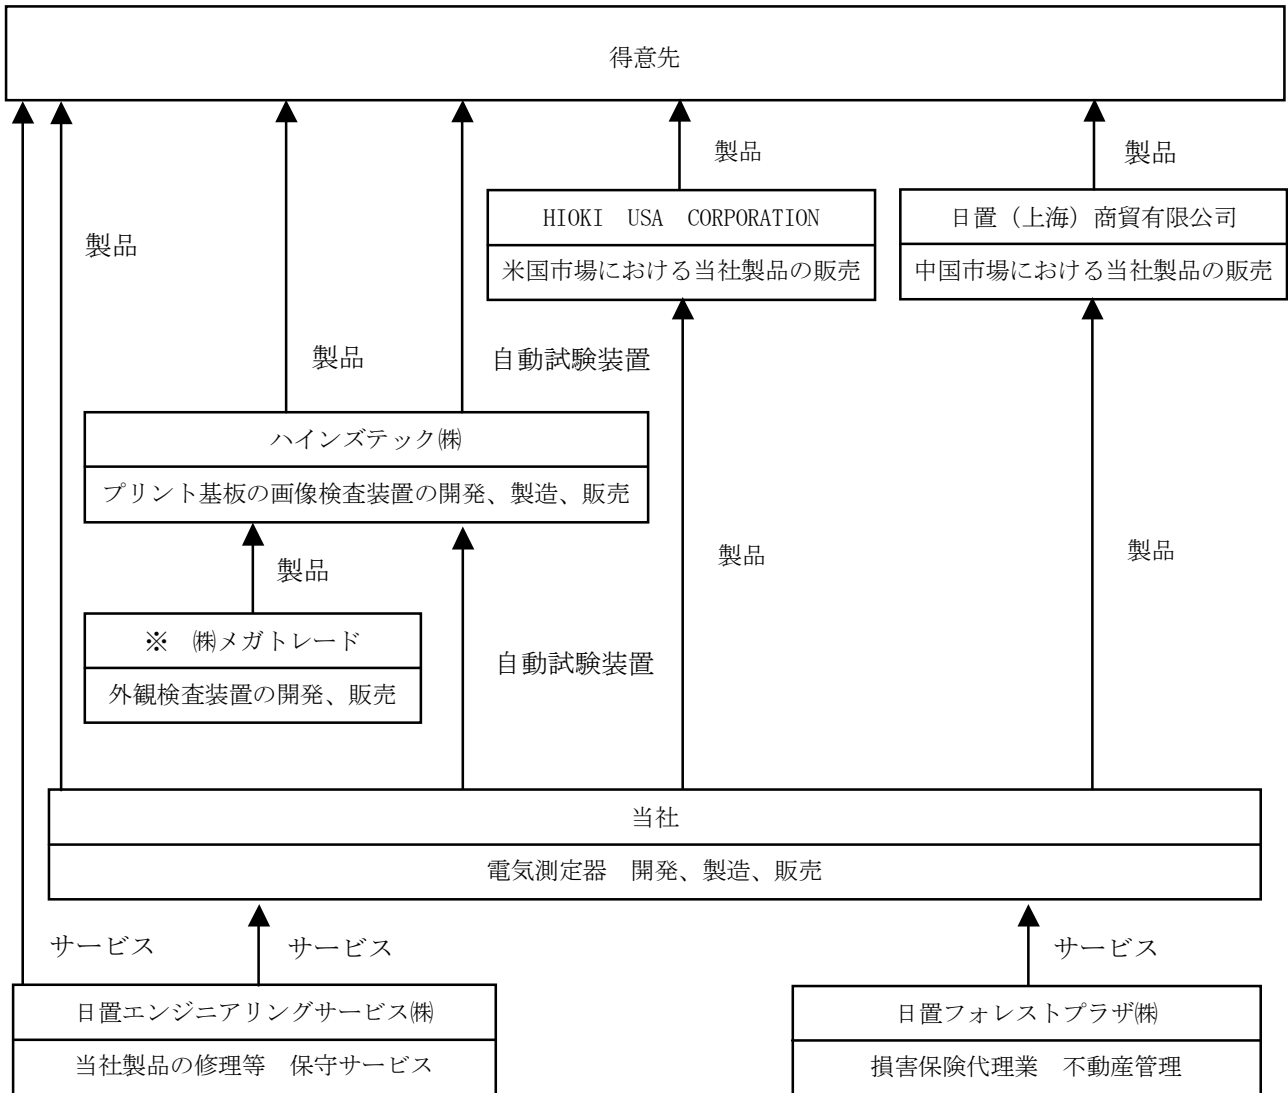 得意先
製品
製品
製品
HIOKI USA CORPORATION
米国市場における当社製品の販売
日置（上海）商貿有限公司
中国市場における当社製品の販売
製品
自動試験装置
ハインズテック㈱
プリント基板の画像検査装置の開発、製造、販売
製品
製品
製品
※ ㈱メガトレード
外観検査装置の開発、販売
自動試験装置
当社
電気測定器 開発、製造、販売
サービス
サービス
サービス
日置エンジニアリングサービス㈱
当社製品の修理等 保守サービス
日置フォレストプラザ㈱
損害保険代理業 不動産管理